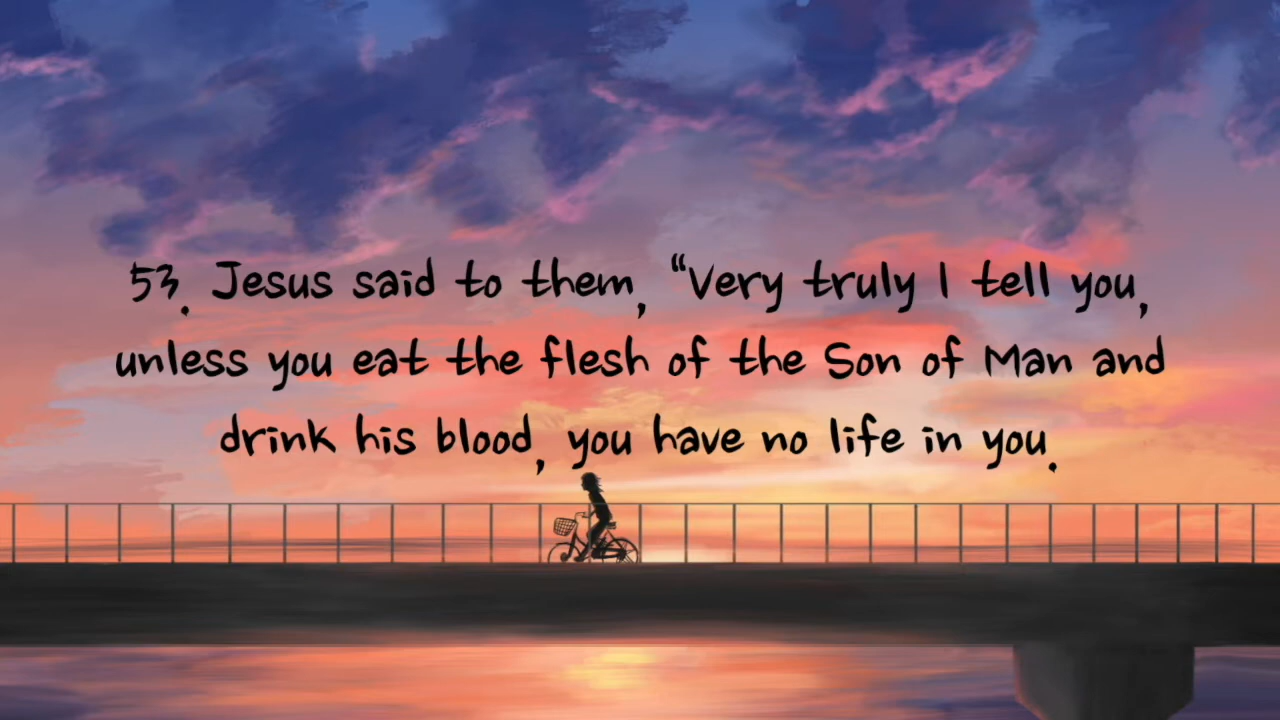 53. Jesus said to them, “Very truly I tell you,
unless you eat the flesh of the Son of Man and
drink his blood, you have no life in you.